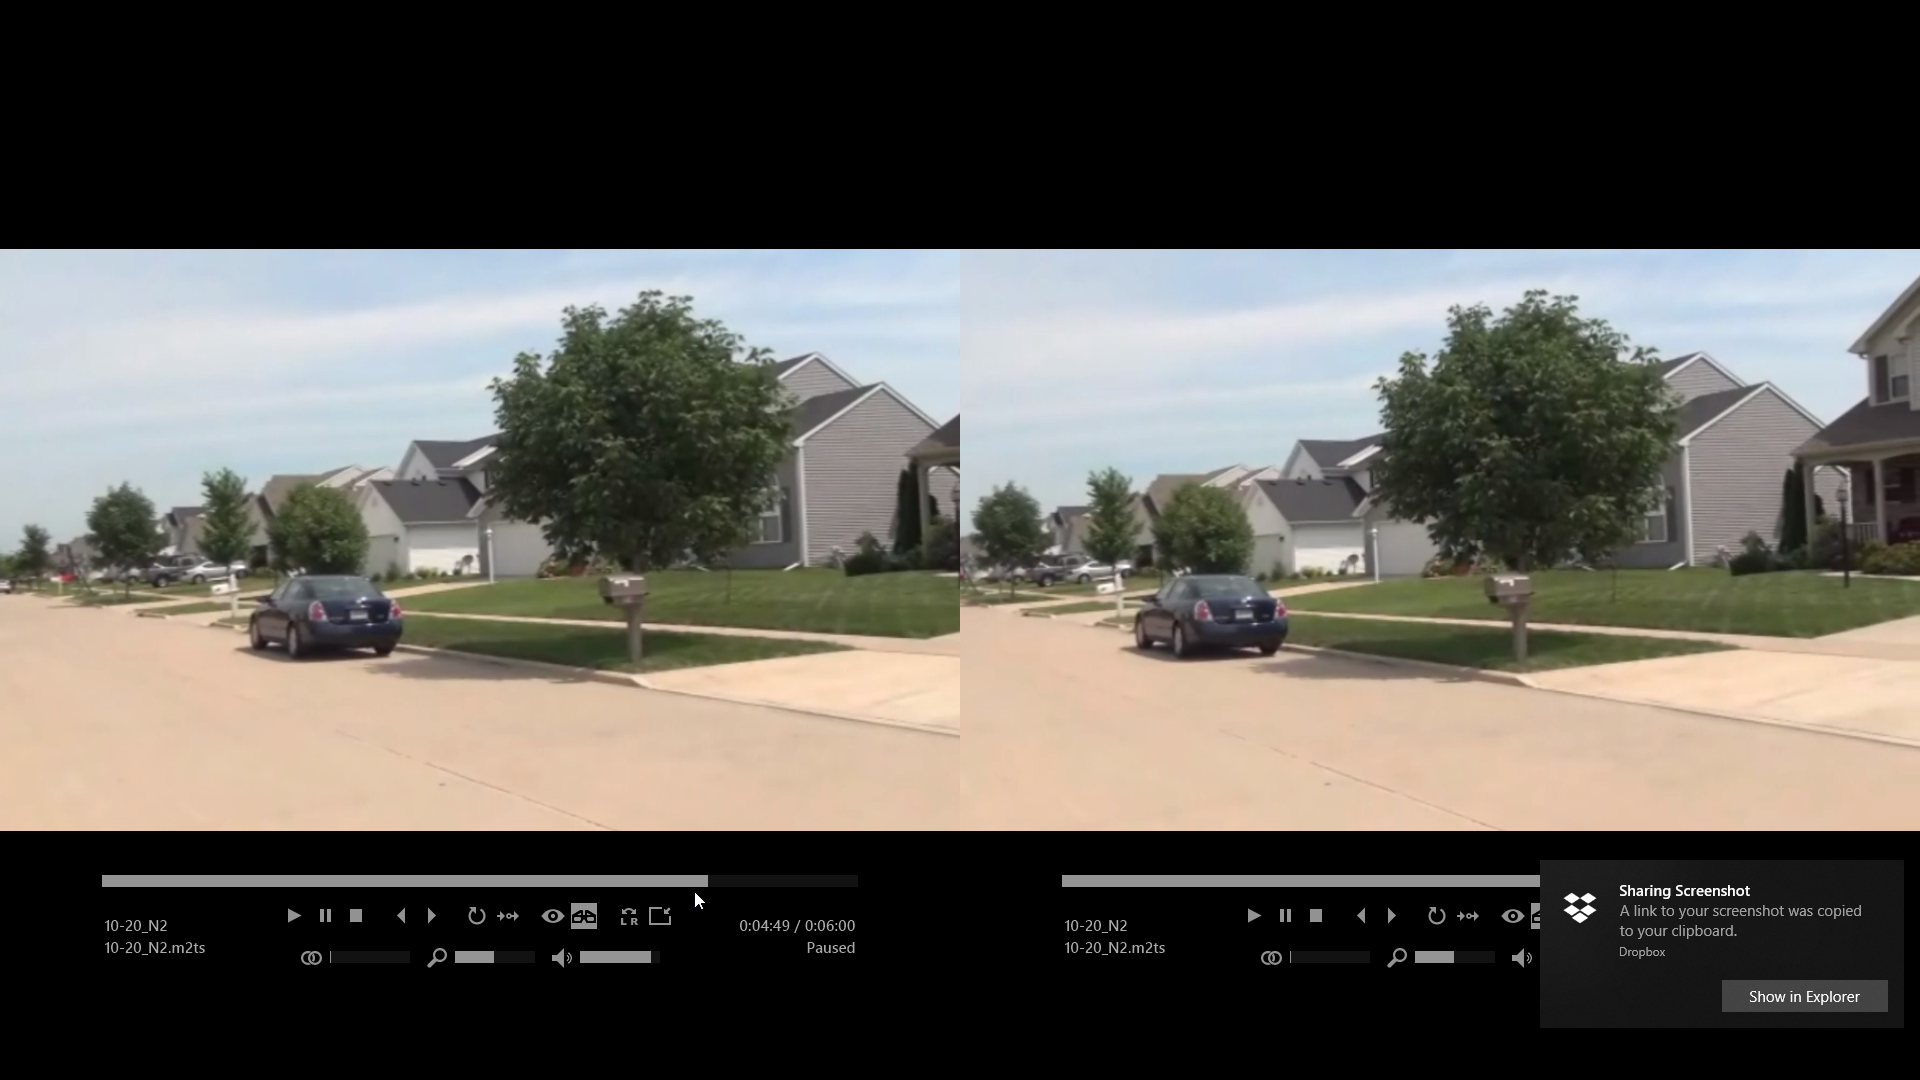 10-20_N2
10-20_N2.m2ts
L R
0:04:49 / 0:06:00
Paused
10-20_N2
10-20_N2.m2ts
Sharing Screenshot
A link to your screenshot was copied
to your clipboard.
Dropbox
Show in Explorer